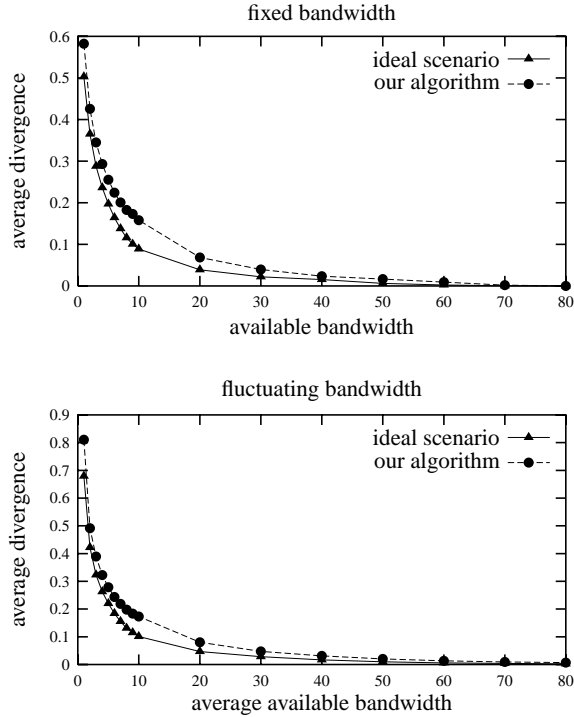 fixed bandwidth
0.6
0.5
0.4
0.3
0.2
0.1
0
average divergence
ideal scenario
our algorithm
0 10 20 30 40 50 60 70 80
available bandwidth
fluctuating bandwidth
0.9
0.8
0.7
0.6
0.5
0.4
0.3
0.2
0.1
0
average divergence
ideal scenario
our algorithm
0 10 20 30 40 50 60 70 80
average available bandwidth